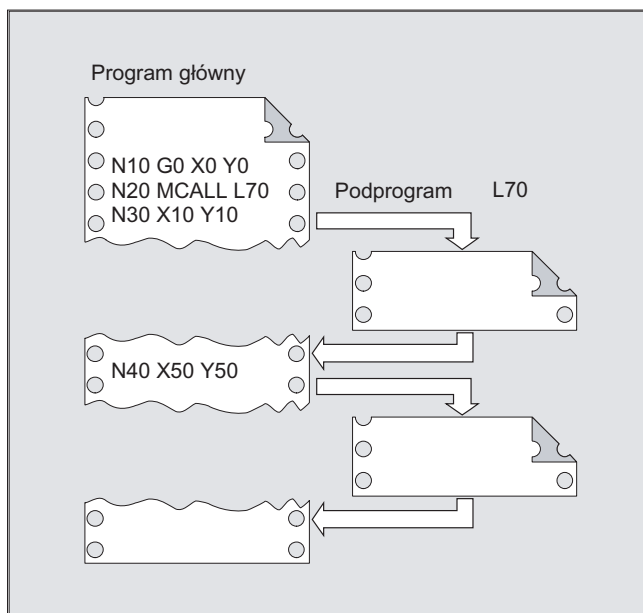 Program główny
N10 G0 X0 Y0
N20 MCALL L70
N30 X10 Y10
Podprogram L70
N40 X50 Y50